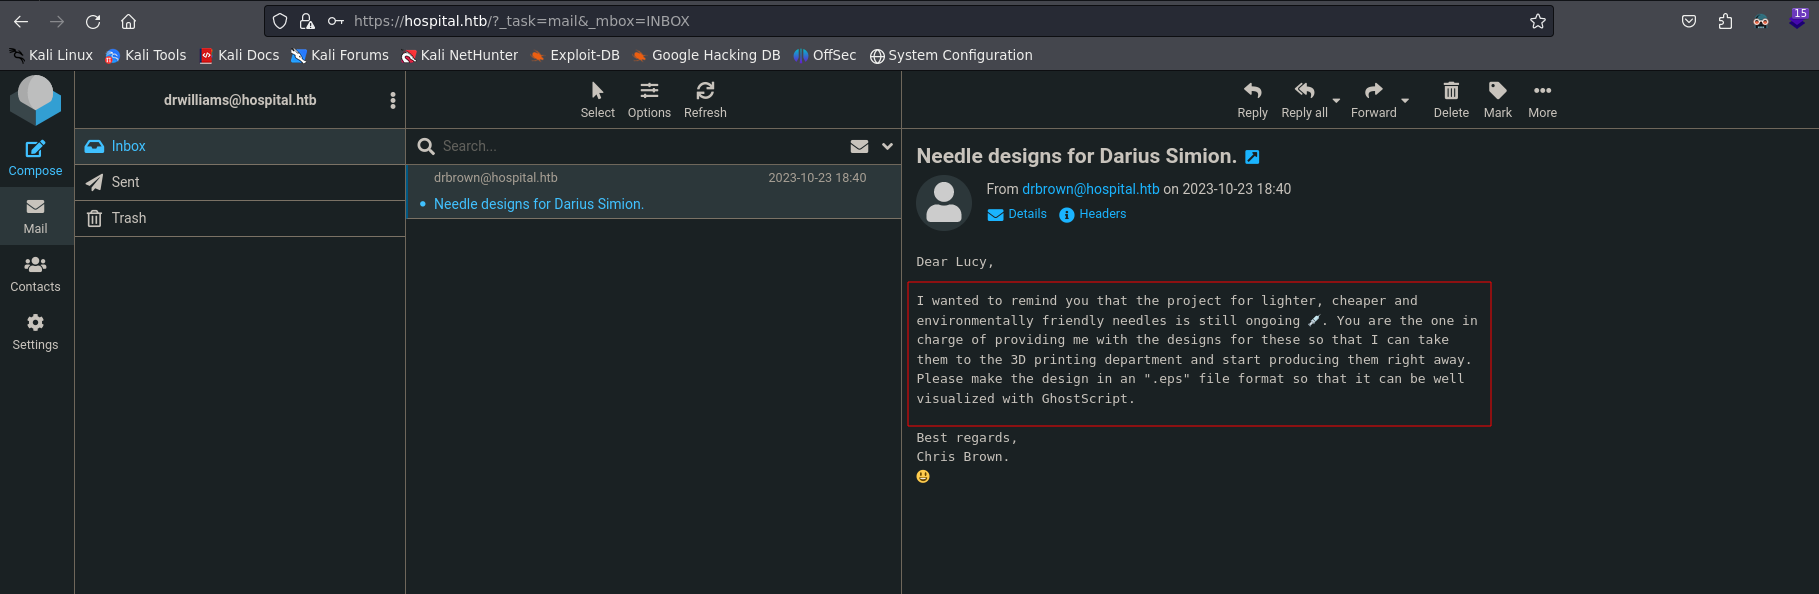 https://hospital.htb/?_task=mail&_mbox=INBOX
15
Kali Linux Kali Tools Kali Docs Kali Forums Kali NetHunter Exploit-DB Google Hacking DB OffSec System Configuration
drwilliams@hospital.htb
Select Options Refresh
Reply Reply all Forward Delete Mark More
Compose
Mail
Contacts
Settings
Inbox
Sent
Trash
Search...
drbrown@hospital.htb 2023-10-23 18:40
Needle designs for Darius Simion.
Needle designs for Darius Simion.
From drbrown@hospital.htb on 2023-10-23 18:40
Details Headers
Dear Lucy,
I wanted to remind you that the project for lighter, cheaper and
environmentally friendly needles is still ongoing 💉. You are the one in
charge of providing me with the designs for these so that I can take
them to the 3D printing department and start producing them right away.
Please make the design in an ".eps" file format so that it can be well
visualized with GhostScript.
Best regards,
Chris Brown.
😃